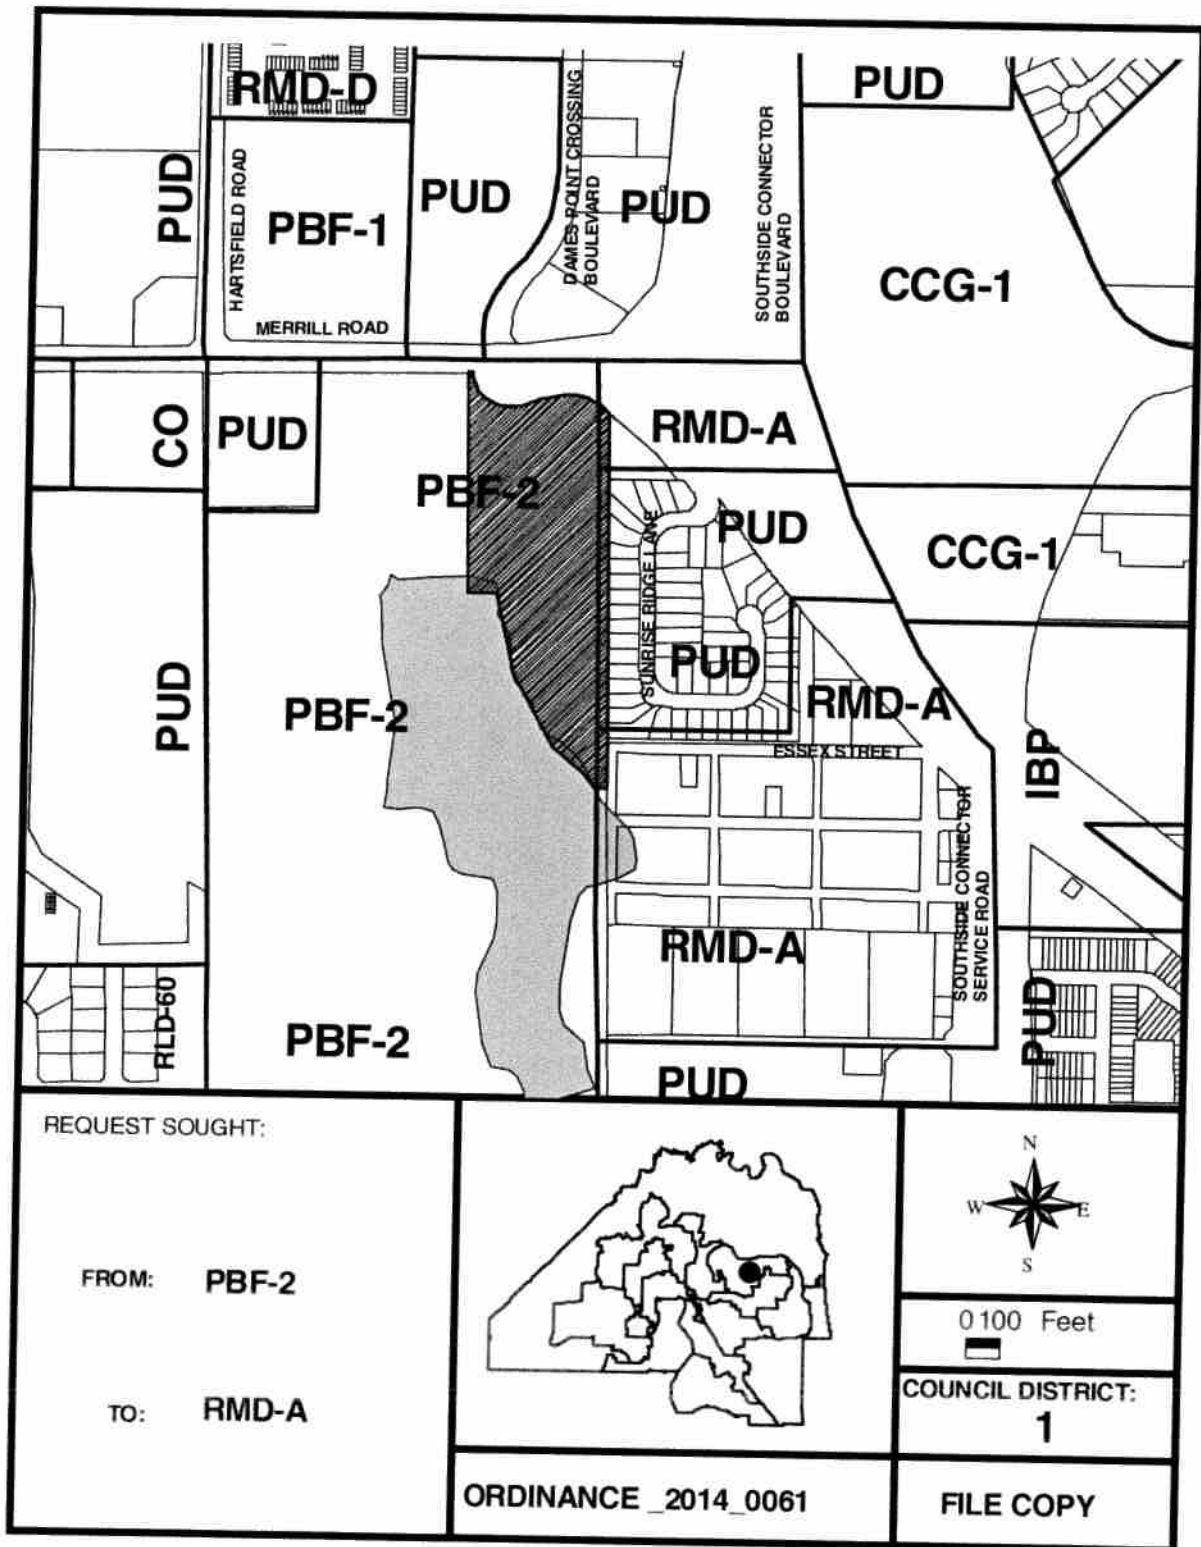 RMD-D
PUD
PUD
HARTSFIELD ROAD
PBF-1
PUD
DAMES POINT CROSSING
BOULEVARD
PUD
SOUTHSIDE CONNECTOR
BOULEVARD
CCG-1
MERRILL ROAD
CO
PUD
RMD-A
PBF-2
SUNRISE RIDGE LANE
PUD
CCG-1
PUD
PBF-2
PUD
RMD-A
ESSEX STREET
IBP
SOUTHSIDE CONNECTOR
SERVICE ROAD
RMD-A
RLD-60
PBF-2
PUD
PUD
REQUEST SOUGHT:
FROM: PBF-2
TO: RMD-A
N
W E
S
0 100 Feet
COUNCIL DISTRICT:
1
ORDINANCE _2014_0061
FILE COPY